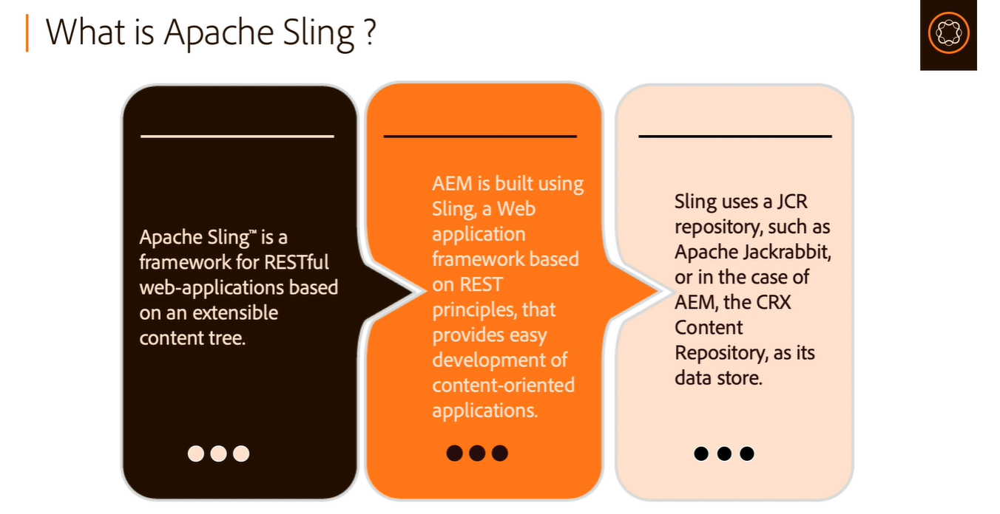 What is Apache Sling ?
Apache Sling™ is a
framework for RESTful
web-applications based
on an extensible
content tree.
AEM is built using
Sling, a Web
application
framework based
on REST
principles, that
provides easy
development of
content-oriented
applications.
Sling uses a JCR
repository, such as
Apache Jackrabbit,
or in the case of
AEM, the CRX
Content
Repository, as its
data store.